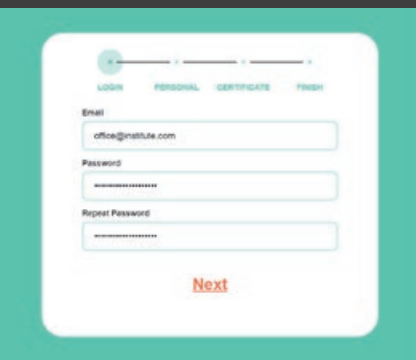 LOGIN PERSONAL CERTIFICATE FINISH
Email
office@institute.com
Password
Repeat Password
Next